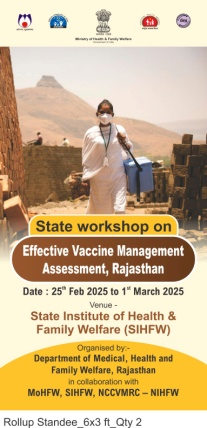 Ministry of Health & Family Welfare
State workshop on
Effective Vaccine Management
Assessment, Rajasthan
Date : 25th Feb 2025 to 1st March 2025
Venue -
State Institute of Health &
Family Welfare (SIHFW)
Organised by:-
Department of Medical, Health and
Family Welfare, Rajasthan
in collaboration with
MoHFW, SIHFW, NCCVMRC – NIHFW
Rollup Standee_6x3 ft_Qty 2